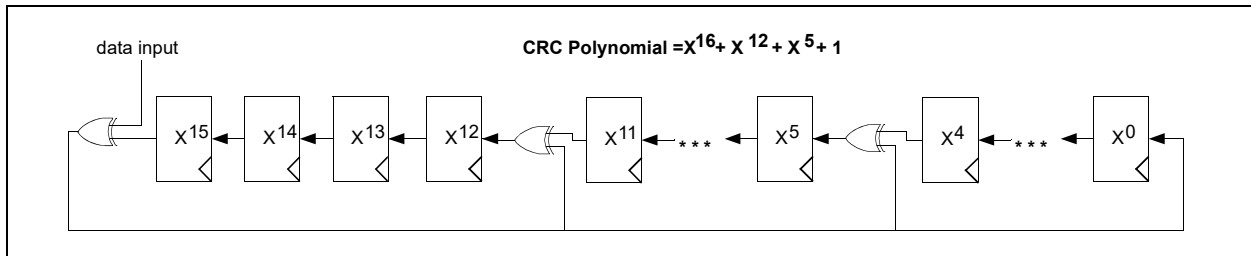 data input
CRC Polynomial =X16+ X 12 + X 5 + 1
X15 X14 X13 X12 X11 *** X5 X4 *** X0